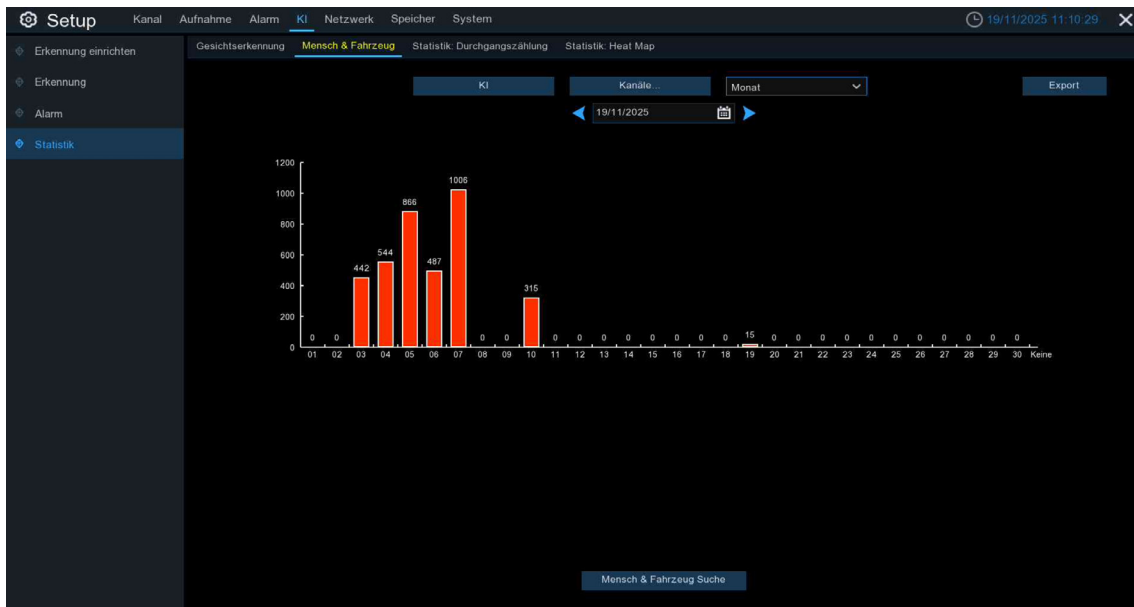 Setup Kanal Aufnahme Alarm KI Netzwerk Speicher System 19/11/2025 11:10:29
Erkennung einrichten
Erkennung
Alarm
Statistik
Gesichtserkennung Mensch & Fahrzeug Statistik: Durchgangszählung Statistik: Heat Map
KI Kanäle... Monat Export
19/11/2025
1200
1000
800
600
400
200
0
0 0 442 544 866 487 1006 0 0 315 0 0 0 0 0 0 0 0 15 0 0 0 0 0 0 0 0 0 0 0
01 02 03 04 05 06 07 08 09 10 11 12 13 14 15 16 17 18 19 20 21 22 23 24 25 26 27 28 29 30 Keine
Mensch & Fahrzeug Suche